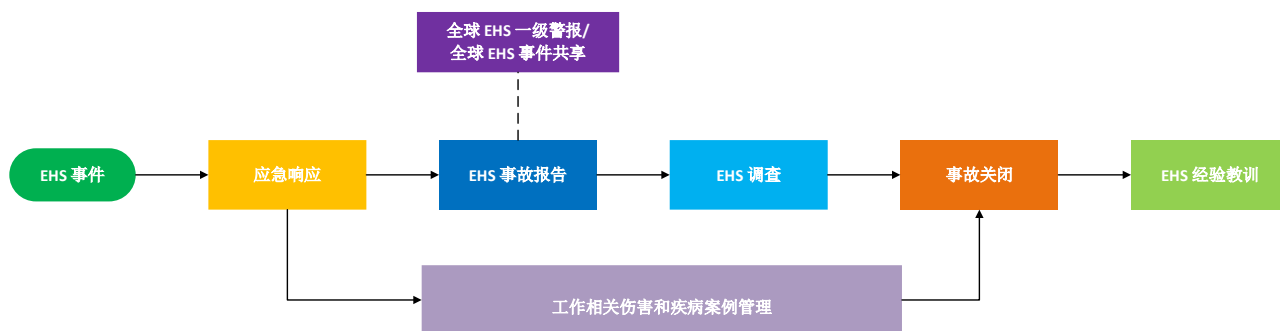 全球 EHS 一级警报/
全球 EHS 事件共享
EHS 事件
应急响应
EHS 事故报告
EHS 调查
事故关闭
EHS 经验教训
工作相关伤害和疾病案例管理